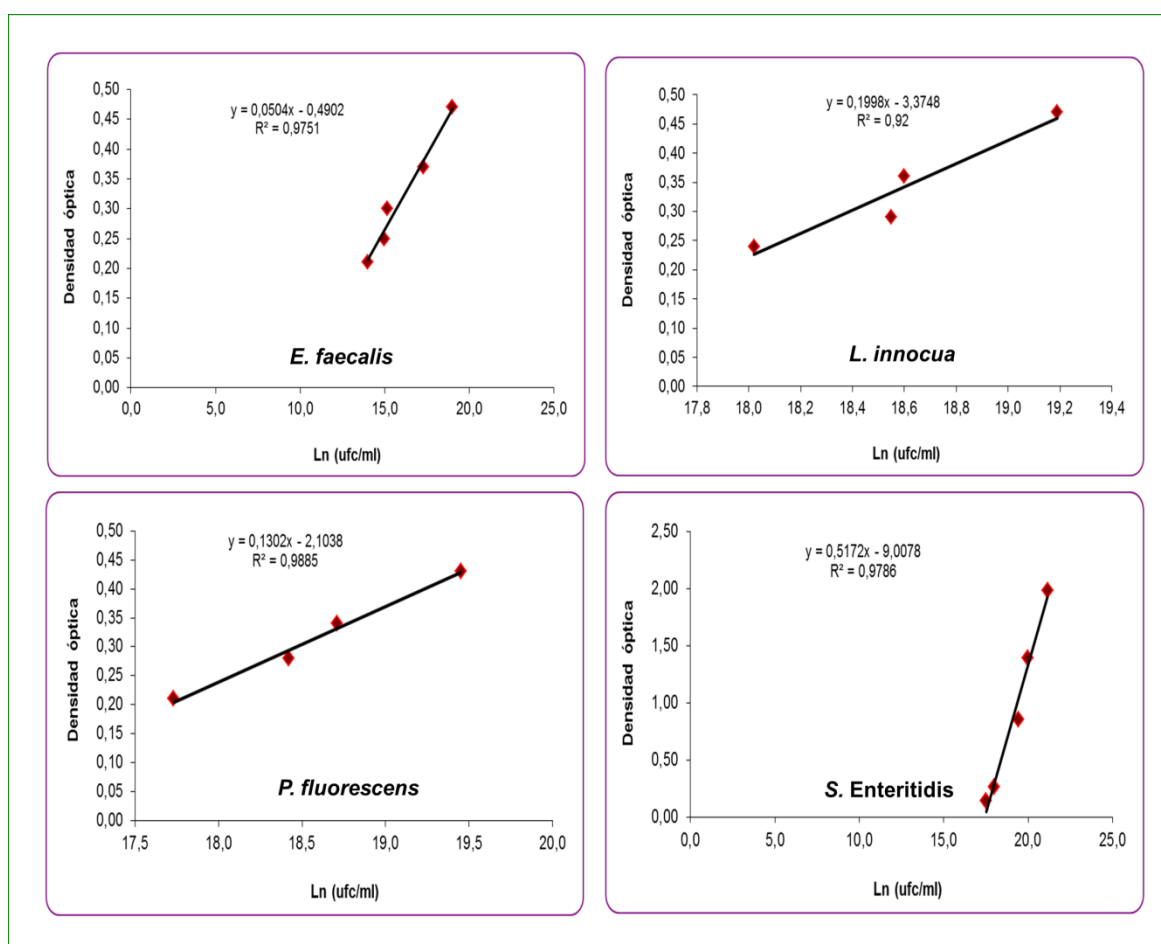 0,50
0,45
0,40
0,35
0,30
0,25
0,20
0,15
0,10
0,05
0,00
Densidad óptica
y = 0,0504x - 0,4902
R² = 0,9751
E. faecalis
0,0 5,0 10,0 15,0 20,0 25,0
Ln (ufc/ml)
0,50
0,45
0,40
0,35
0,30
0,25
0,20
0,15
0,10
0,05
0,00
Densidad óptica
y = 0,1998x - 3,3748
R² = 0,92
L. innocua
17,8 18,0 18,2 18,4 18,6 18,8 19,0 19,2 19,4
Ln (ufc/ml)
0,50
0,45
0,40
0,35
0,30
0,25
0,20
0,15
0,10
0,05
0,00
Densidad óptica
y = 0,1302x - 2,1038
R² = 0,9885
P. fluorescens
17,5 18,0 18,5 19,0 19,5 20,0
Ln (ufc/ml)
2,50
2,00
1,50
1,00
0,50
0,00
Densidad óptica
y = 0,5172x - 9,0078
R² = 0,9786
S. Enteritidis
0,0 5,0 10,0 15,0 20,0 25,0
Ln (ufc/ml)